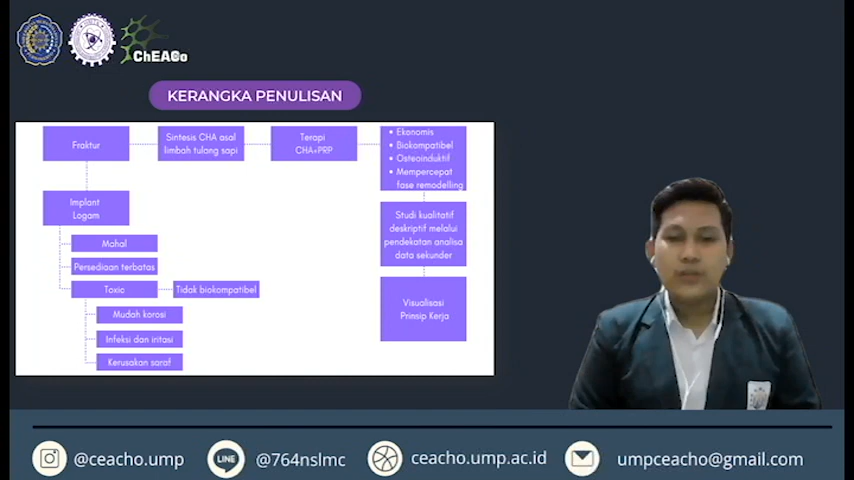 ChEACo
KERANGKA PENULISAN
Fraktur
Sintesis CHA asal
limbah tulang sapi
Terapi
CHA+PRP
• Ekonomis
• Biokompatibel
• Osteoinduktif
• Mempercepat
fase remodelling
Implant
Logam
Mahal
Persediaan terbatas
Toxic
Tidak biokompatibel
Mudah korosi
Infeksi dan iritasi
Kerusakan saraf
Studi kualitatif
deskriptif melalui
pendekatan analisa
data sekunder
Visualisasi
Prinsip Kerja
@ceacho.ump
LINE
@764nslmc
ceacho.ump.ac.id
umpceacho@gmail.com